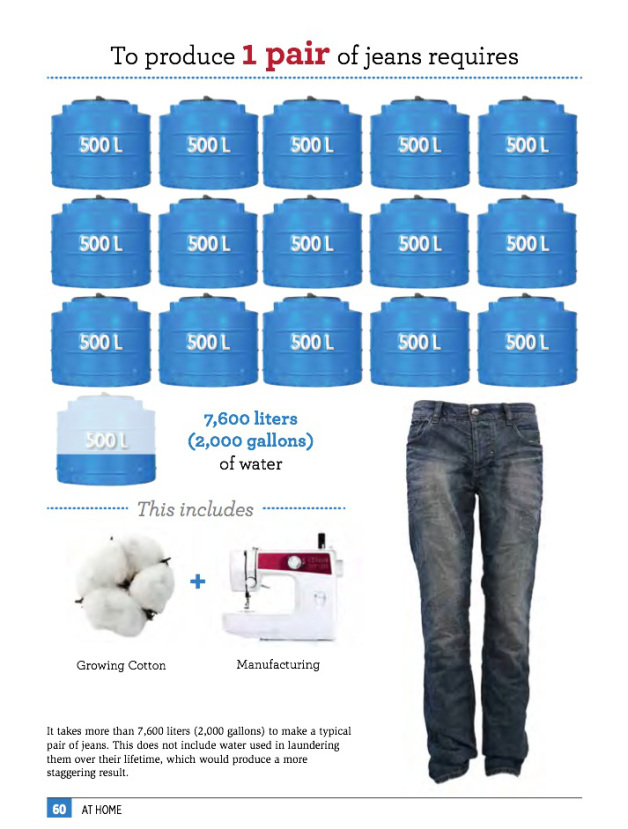 To produce 1 pair of jeans requires
500 L 500 L 500 L 500 L 500 L
500 L 500 L 500 L 500 L 500 L
500 L 500 L 500 L 500 L 500 L
500 L
7,600 liters
(2,000 gallons)
of water
This includes
+
Growing Cotton
Manufacturing
It takes more than 7,600 liters (2,000 gallons) to make a typical
pair of jeans. This does not include water used in laundering
them over their lifetime, which would produce a more
staggering result.
60 AT HOME